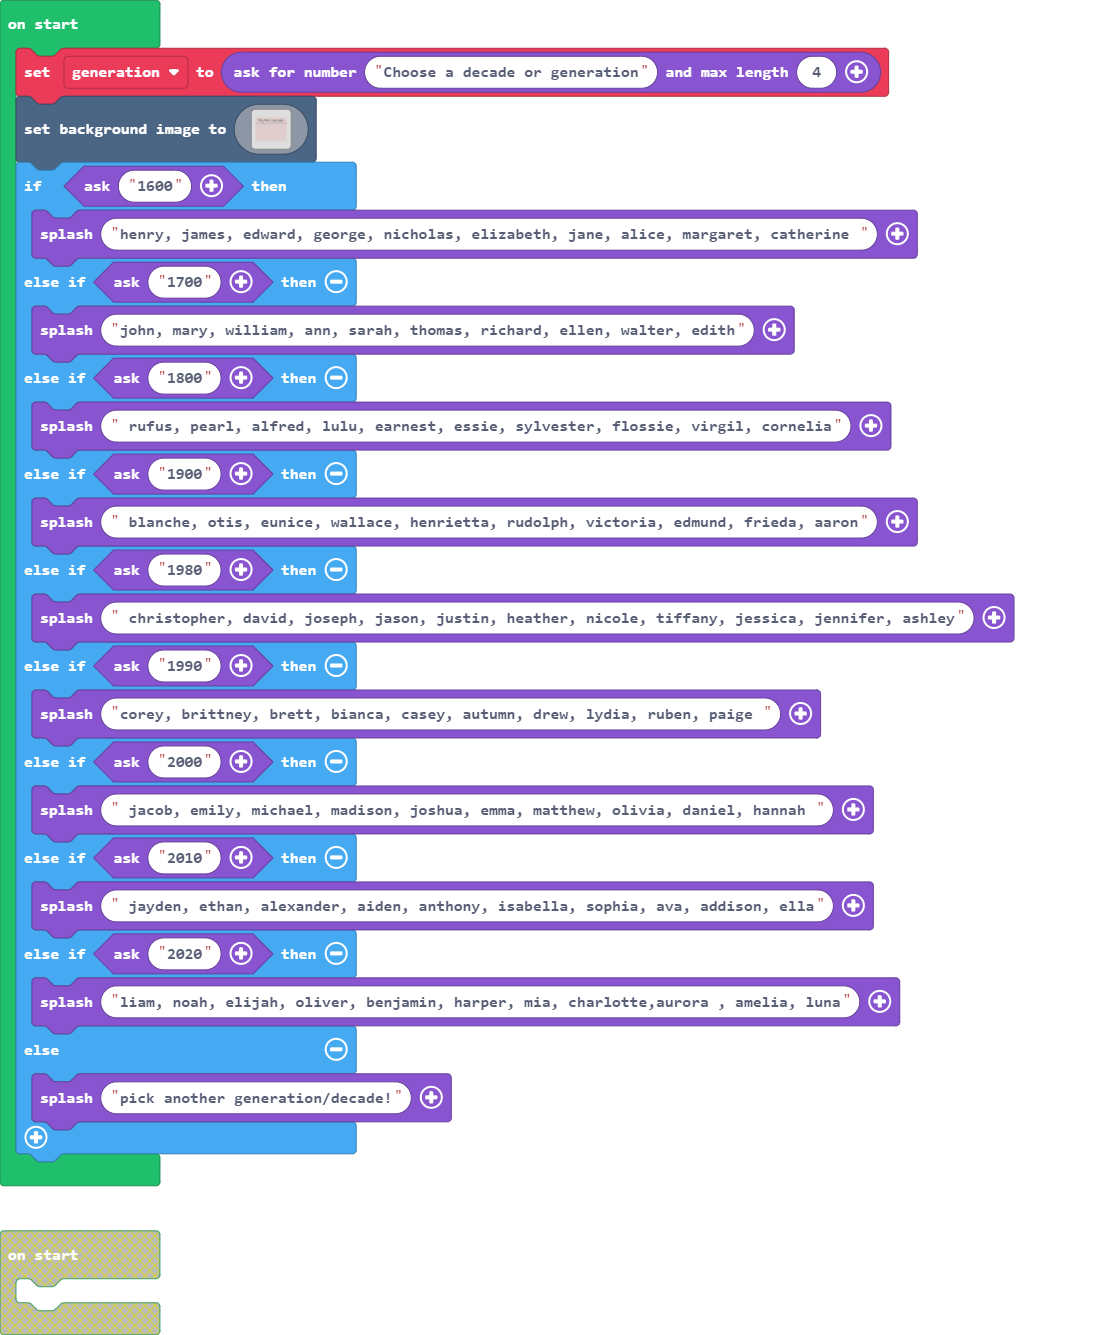 on start
set generation to ask for number "Choose a decade or generation" and max length 4
set background image to
if ask "1600" then
splash "henry, james, edward, george, nicholas, elizabeth, jane, alice, margaret, catherine "
else if ask "1700" then
splash "john, mary, william, ann, sarah, thomas, richard, ellen, walter, edith"
else if ask "1800" then
splash " rufus, pearl, alfred, lulu, earnest, essie, sylvester, flossie, virgil, cornelia"
else if ask "1900" then
splash " blanche, otis, eunice, wallace, henrietta, rudolph, victoria, edmund, frieda, aaron"
else if ask "1980" then
splash " christopher, david, joseph, jason, justin, heather, nicole, tiffany, jessica, jennifer, ashley"
else if ask "1990" then
splash "corey, brittney, brett, bianca, casey, autumn, drew, lydia, ruben, paige "
else if ask "2000" then
splash " jacob, emily, michael, madison, joshua, emma, matthew, olivia, daniel, hannah "
else if ask "2010" then
splash " jayden, ethan, alexander, aiden, anthony, isabella, sophia, ava, addison, ella"
else if ask "2020" then
splash "liam, noah, elijah, oliver, benjamin, harper, mia, charlotte,aurora , amelia, luna"
else
splash "pick another generation/decade!"
on start